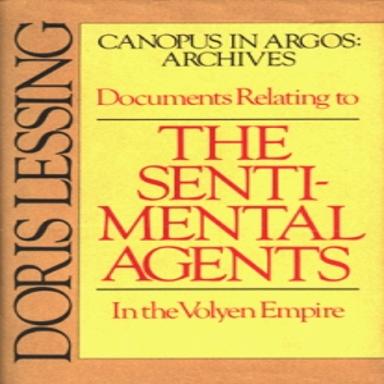 DORIS LESSING
CANOPUS IN ARGOS:
ARCHIVES
Documents Relating to
THE
SENTI-
MENTAL
AGENTS
In the Volyen Empire